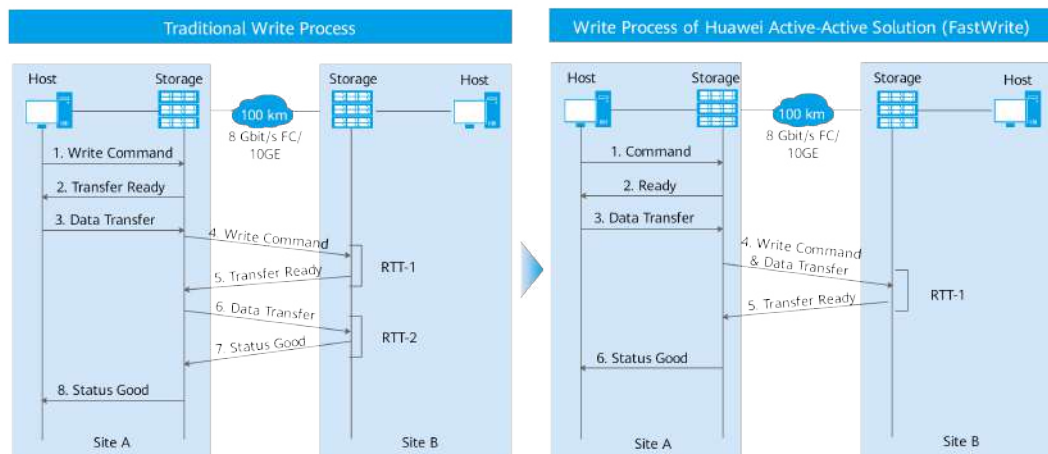 Traditional Write Process
Host
Storage
Storage
Host
100 km
8 Gbit/s FC/
10GE
1. Write Command
2. Transfer Ready
3. Data Transfer
4. Write Command
5. Transfer Ready
RTT-1
6. Data Transfer
7. Status Good
RTT-2
8. Status Good
Site A
Site B
Write Process of Huawei Active-Active Solution (FastWrite)
Host
Storage
Storage
Host
100 km
8 Gbit/s FC/
10GE
1. Command
2. Ready
3. Data Transfer
4. Write Command
& Data Transfer
5. Transfer Ready
RTT-1
6. Status Good
Site A
Site B